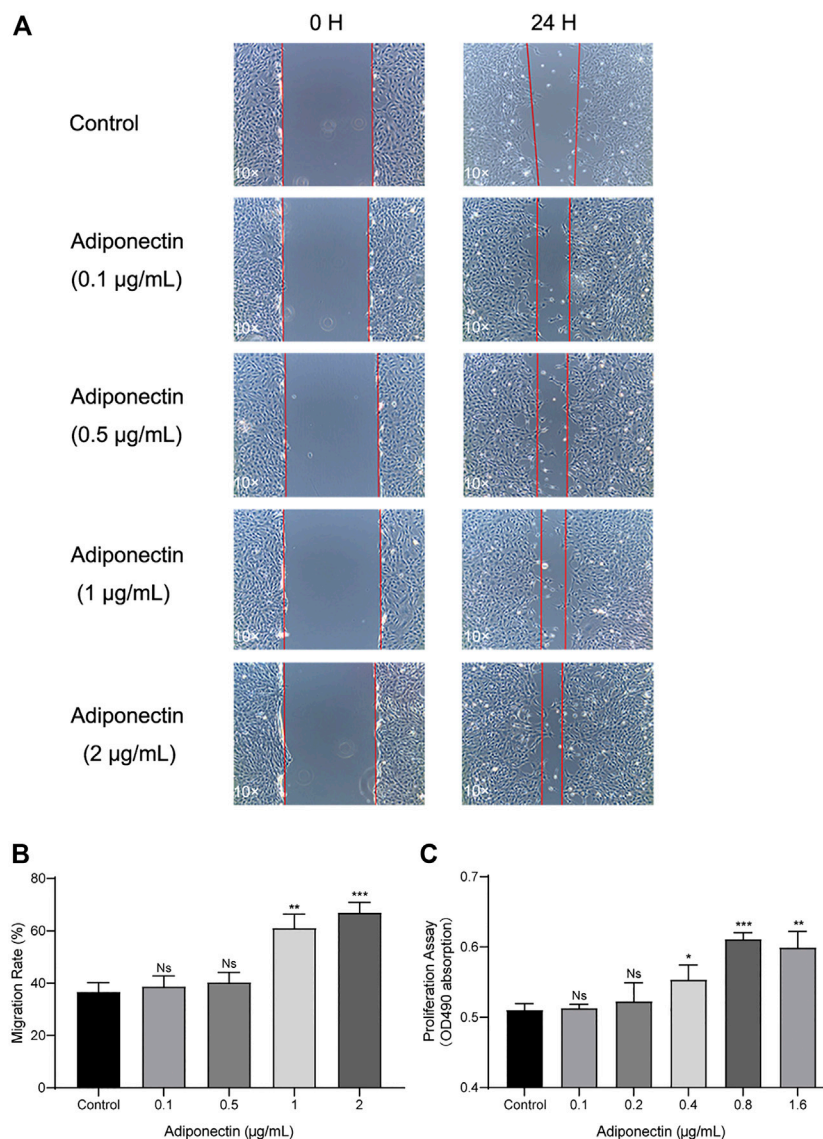 A
0 H 24 H
Control
10× 10×
Adiponectin
(0.1 µg/mL)
10× 10×
Adiponectin
(0.5 µg/mL)
10× 10×
Adiponectin
(1 µg/mL)
10× 10×
Adiponectin
(2 µg/mL)
10× 10×
B
Migration Rate (%)
80
60
40
20
0
Ns
Ns
**
***
Control 0.1 0.5 1 2
Adiponectin (µg/mL)
C
Proliferation Assay
(OD490 absorption)
0.7
0.6
0.5
0.4
Ns
Ns
*
***
**
Control 0.1 0.2 0.4 0.8 1.6
Adiponectin (µg/mL)